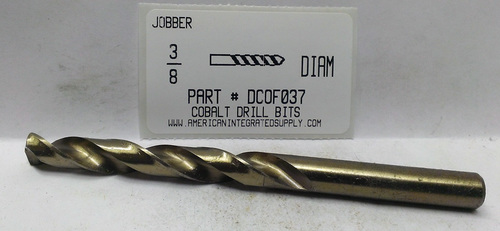 JOBBER
3/8
DIAM
PART # DCOF037
COBALT DRILL BITS
WWW.AMERICANINTEGRATEDSUPPLY.COM